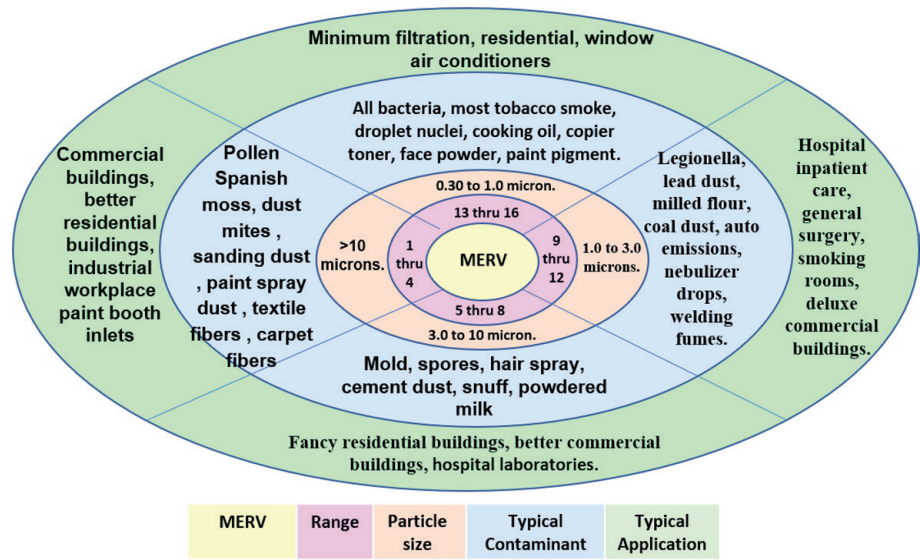 Minimum filtration, residential, window
air conditioners
All bacteria, most tobacco smoke,
droplet nuclei, cooking oil, copier
toner, face powder, paint pigment.
0.30 to 1.0 micron.
13 thru 16
Commercial
buildings,
better
residential
buildings,
industrial
workplace
paint booth
inlets
Pollen
Spanish
moss, dust
mites ,
sanding dust
, paint spray
dust , textile
fibers , carpet
fibers
>10
microns.
1
thru
4
MERV
9
thru
12
1.0 to 3.0
microns.
Legionella,
lead dust,
milled flour,
coal dust, auto
emissions,
nebulizer
drops,
welding
fumes.
Hospital
inpatient
care,
general
surgery,
smoking
rooms,
deluxe
commercial
buildings.
5 thru 8
3.0 to 10 micron.
Mold, spores, hair spray,
cement dust, snuff, powdered
milk
Fancy residential buildings, better commercial
buildings, hospital laboratories.
MERV
Range
Particle
size
Typical
Contaminant
Typical
Application